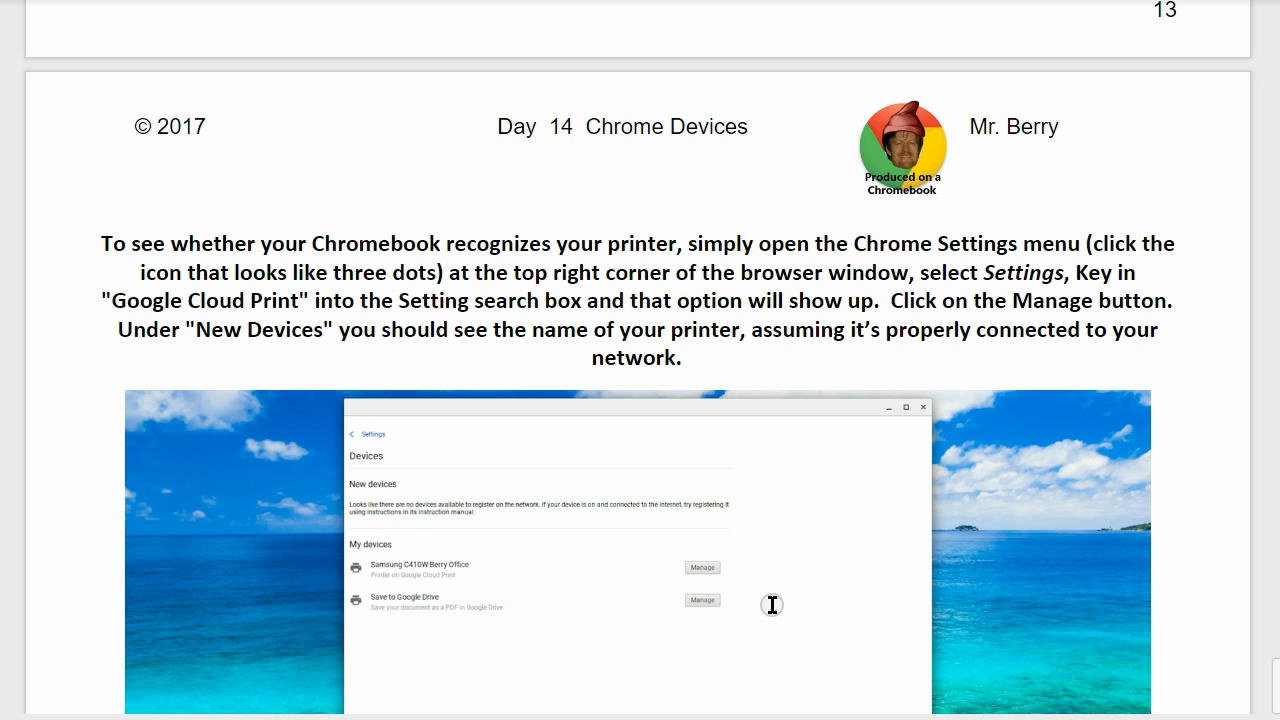 13
© 2017
Day 14 Chrome Devices
Mr. Berry
Produced on a
Chromebook
To see whether your Chromebook recognizes your printer, simply open the Chrome Settings menu (click the
icon that looks like three dots) at the top right corner of the browser window, select Settings, Key in
"Google Cloud Print" into the Setting search box and that option will show up. Click on the Manage button.
Under "New Devices" you should see the name of your printer, assuming it’s properly connected to your
network.
Settings
Devices
New devices
Looks like there are no devices available to register on the network. If your device is on and connected to the internet, try registering it
using instructions in its instruction manual.
My devices
Samsung C410W Berry Office
Printer on Google Cloud Print
Manage
Save to Google Drive
Save your document as a PDF in Google Drive
Manage